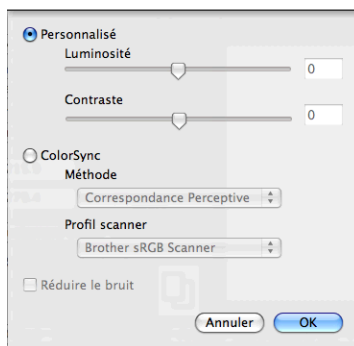 Personnalisé
Luminosité
0
Contraste
0
ColorSync
Méthode
Correspondance Perceptive
Profil scanner
Brother sRGB Scanner
Réduire le bruit
Annuler OK